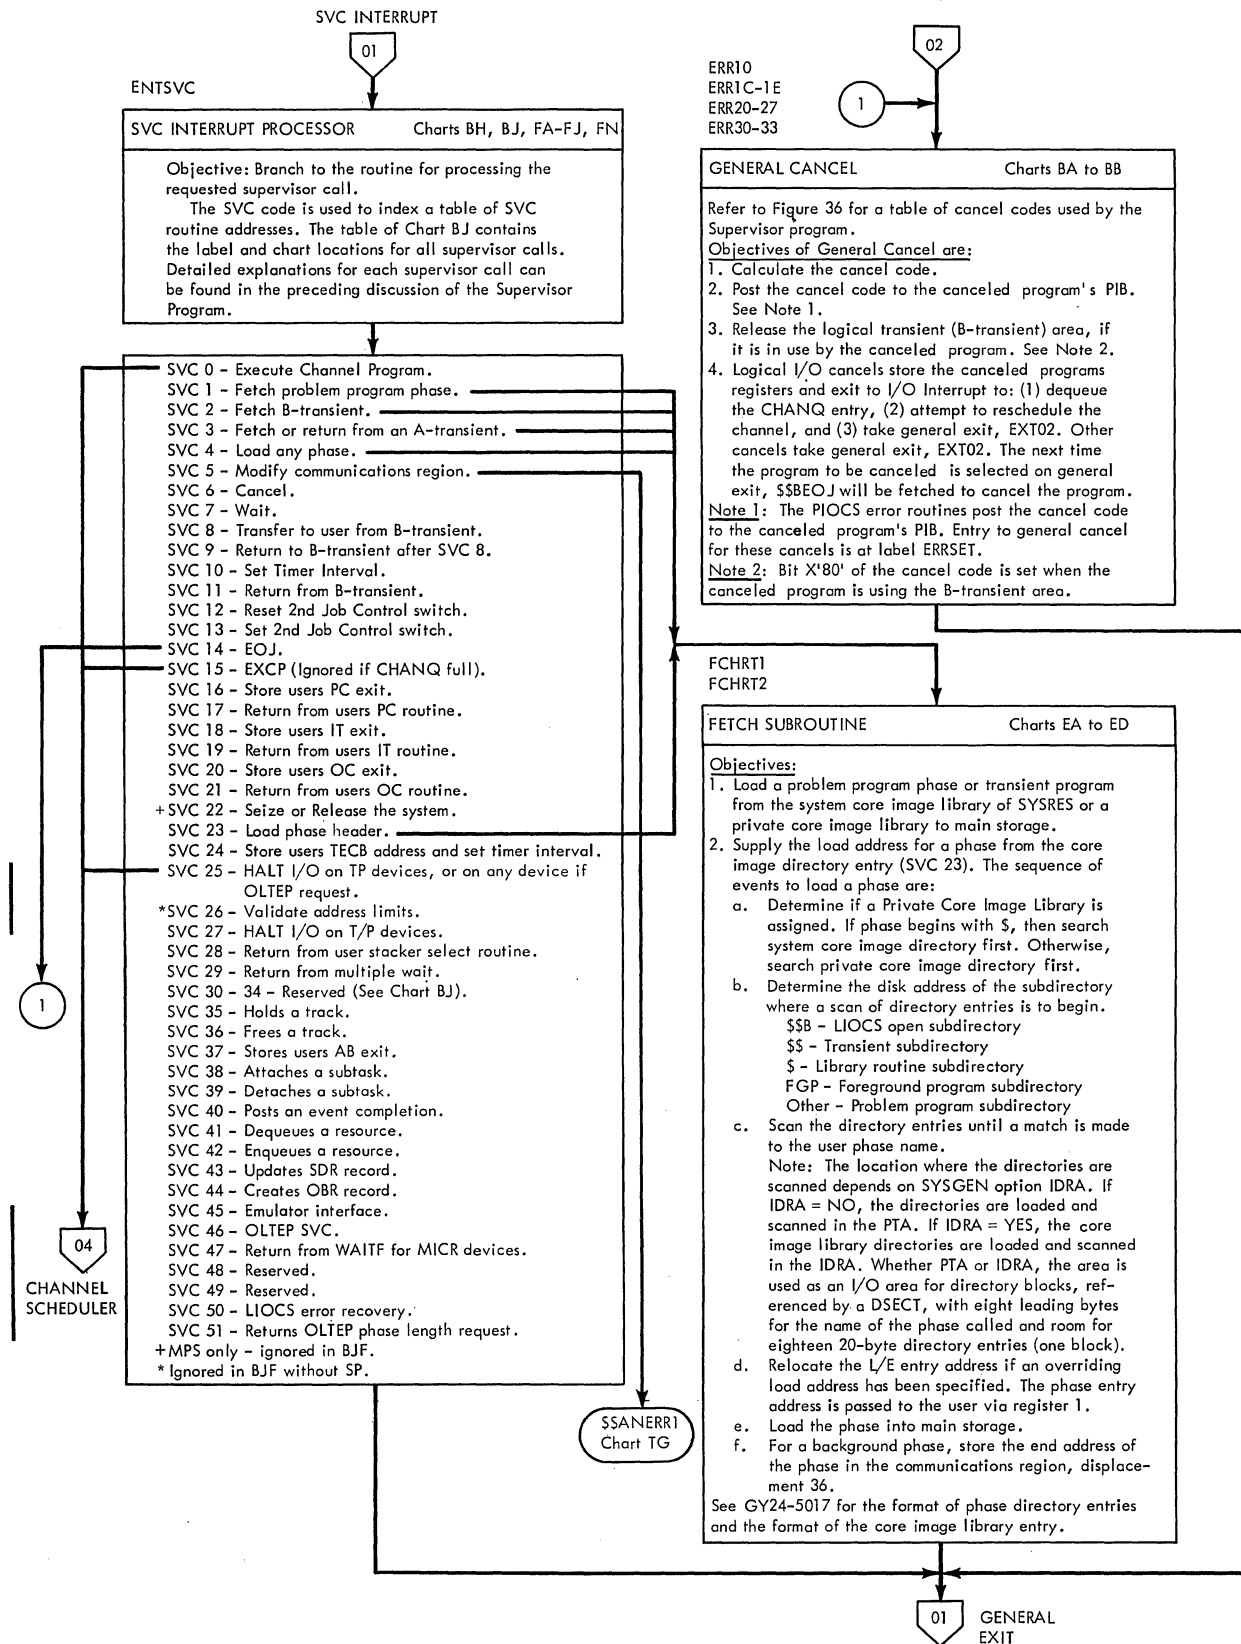 SVC INTERRUPT
01
ENTSVC
SVC INTERRUPT PROCESSOR Charts BH, BJ, FA-FJ, FN
Objective: Branch to the routine for processing the
requested supervisor call.
The SVC code is used to index a table of SVC
routine addresses. The table of Chart BJ contains
the label and chart locations for all supervisor calls.
Detailed explanations for each supervisor call can
be found in the preceding discussion of the Supervisor
Program.
SVC 0 - Execute Channel Program.
SVC 1 - Fetch problem program phase.
SVC 2 - Fetch B-transient.
SVC 3 - Fetch or return from an A-transient.
SVC 4 - Load any phase.
SVC 5 - Modify communications region.
SVC 6 - Cancel.
SVC 7 - Wait.
SVC 8 - Transfer to user from B-transient.
SVC 9 - Return to B-transient after SVC 8.
SVC 10 - Set Timer Interval.
SVC 11 - Return from B-transient.
SVC 12 - Reset 2nd Job Control switch.
SVC 13 - Set 2nd Job Control switch.
SVC 14 - EOJ.
SVC 15 - EXCP (Ignored if CHANQ full).
SVC 16 - Store users PC exit.
SVC 17 - Return from users PC routine.
SVC 18 - Store users IT exit.
SVC 19 - Return from users IT routine.
SVC 20 - Store users OC exit.
SVC 21 - Return from users OC routine.
+SVC 22 - Seize or Release the system.
SVC 23 - Load phase header.
SVC 24 - Store users TECB address and set timer interval.
SVC 25 - HALT I/O on TP devices, or on any device if
OLTEP request.
*SVC 26 - Validate address limits.
SVC 27 - HALT I/O on T/P devices.
SVC 28 - Return from user stacker select routine.
SVC 29 - Return from multiple wait.
SVC 30 - 34 - Reserved (See Chart BJ).
SVC 35 - Holds a track.
SVC 36 - Frees a track.
SVC 37 - Stores users AB exit.
SVC 38 - Attaches a subtask.
SVC 39 - Detaches a subtask.
SVC 40 - Posts an event completion.
SVC 41 - Dequeues a resource.
SVC 42 - Enqueues a resource.
SVC 43 - Updates SDR record.
SVC 44 - Creates OBR record.
SVC 45 - Emulator interface.
SVC 46 - OLTEP SVC.
SVC 47 - Return from WAITF for MICR devices.
SVC 48 - Reserved.
SVC 49 - Reserved.
SVC 50 - LIOCS error recovery.
SVC 51 - Returns OLTEP phase length request.
+MPS only - ignored in BJF.
* Ignored in BJF without SP.
1
04
CHANNEL
SCHEDULER
$SANERR1
Chart TG
02
ERR10
ERR1C-1E
ERR20-27
ERR30-33
1
GENERAL CANCEL Charts BA to BB
Refer to Figure 36 for a table of cancel codes used by the
Supervisor program.
Objectives of General Cancel are:
1. Calculate the cancel code.
2. Post the cancel code to the canceled program's PIB.
See Note 1.
3. Release the logical transient (B-transient) area, if
it is in use by the canceled program. See Note 2.
4. Logical I/O cancels store the canceled programs
registers and exit to I/O Interrupt to: (1) dequeue
the CHANQ entry, (2) attempt to reschedule the
channel, and (3) take general exit, EXT02. Other
cancels take general exit, EXT02. The next time
the program to be canceled is selected on general
exit, $$BEOJ will be fetched to cancel the program.
Note 1: The PIOCS error routines post the cancel code
to the canceled program's PIB. Entry to general cancel
for these cancels is at label ERRSET.
Note 2: Bit X'80' of the cancel code is set when the
canceled program is using the B-transient area.
FCHRT1
FCHRT2
FETCH SUBROUTINE Charts EA to ED
Objectives:
1. Load a problem program phase or transient program
from the system core image library of SYSRES or a
private core image library to main storage.
2. Supply the load address for a phase from the core
image directory entry (SVC 23). The sequence of
events to load a phase are:
a. Determine if a Private Core Image Library is
assigned. If phase begins with $, then search
system core image directory first. Otherwise,
search private core image directory first.
b. Determine the disk address of the subdirectory
where a scan of directory entries is to begin.
$$B - LIOCS open subdirectory
$$ - Transient subdirectory
$ - Library routine subdirectory
FGP - Foreground program subdirectory
Other - Problem program subdirectory
c. Scan the directory entries until a match is made
to the user phase name.
Note: The location where the directories are
scanned depends on SYSGEN option IDRA. If
IDRA = NO, the directories are loaded and
scanned in the PTA. If IDRA = YES, the core
image library directories are loaded and scanned
in the IDRA. Whether PTA or IDRA, the area is
used as an I/O area for directory blocks, ref-
erenced by a DSECT, with eight leading bytes
for the name of the phase called and room for
eighteen 20-byte directory entries (one block).
d. Relocate the L/E entry address if an overriding
load address has been specified. The phase entry
address is passed to the user via register 1.
e. Load the phase into main storage.
f. For a background phase, store the end address of
the phase in the communications region, displace-
ment 36.
See GY24-5017 for the format of phase directory entries
and the format of the core image library entry.
01
GENERAL
EXIT